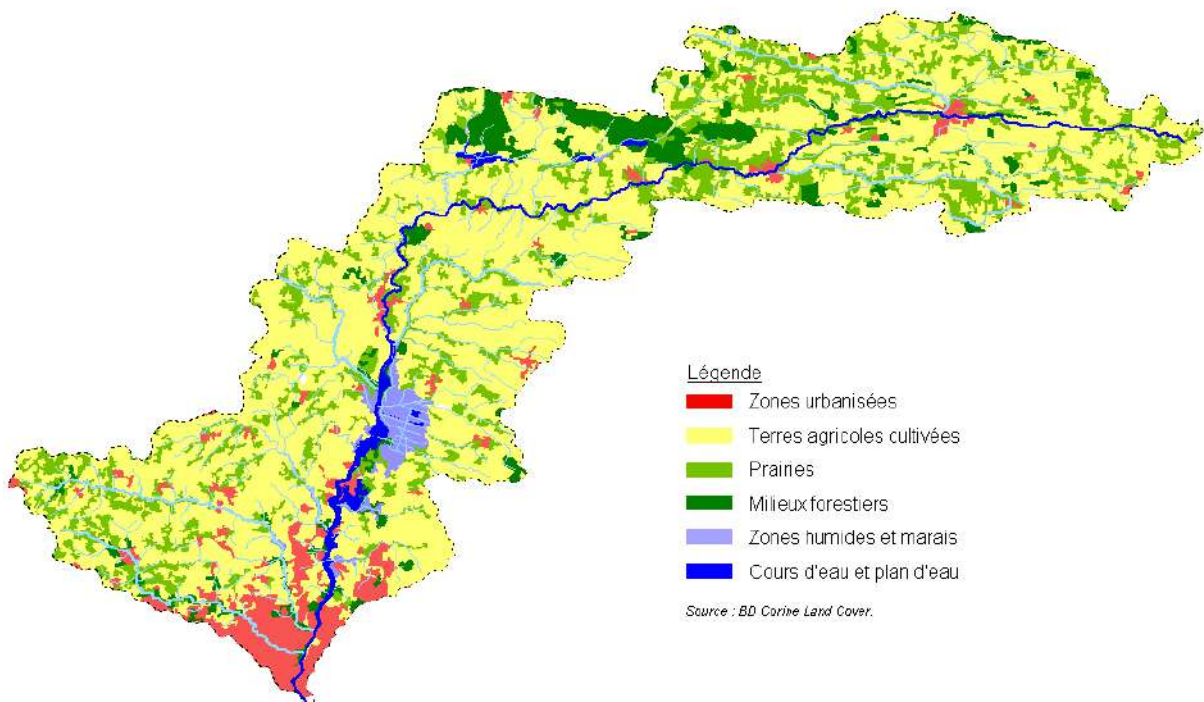 Légende
Zones urbanisées
Terres agricoles cultivées
Prairies
Milieux forestiers
Zones humides et marais
Cours d'eau et plan d'eau
Source : BD Corine Land Cover.